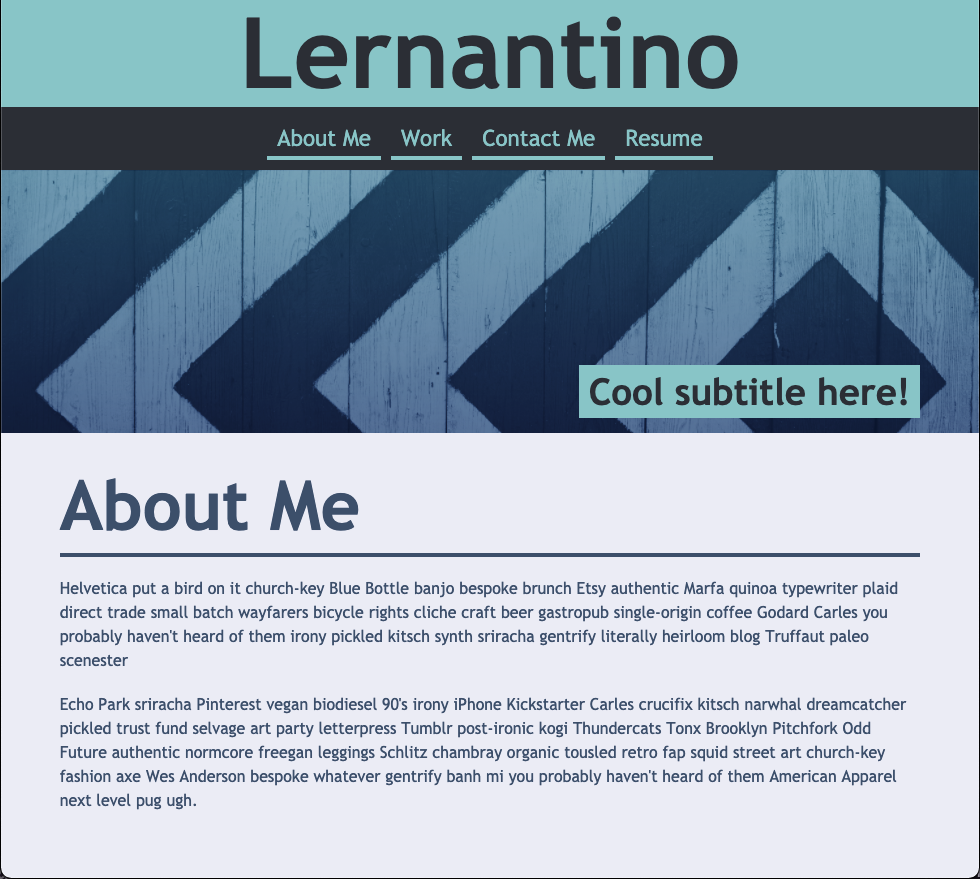 Lernantino
About Me Work Contact Me Resume
Cool subtitle here!
About Me
Helvetica put a bird on it church-key Blue Bottle banjo bespoke brunch Etsy authentic Marfa quinoa typewriter plaid
direct trade small batch wayfarers bicycle rights cliche craft beer gastropub single-origin coffee Godard Carles you
probably haven't heard of them irony pickled kitsch synth sriracha gentrify literally heirloom blog Truffaut paleo
scenester
Echo Park sriracha Pinterest vegan biodiesel 90's irony iPhone Kickstarter Carles crucifix kitsch narwhal dreamcatcher
pickled trust fund selvage art party letterpress Tumblr post-ironic kogi Thundercats Tonx Brooklyn Pitchfork Odd
Future authentic normcore freegan leggings Schlitz chambray organic tousled retro fap squid street art church-key
fashion axe Wes Anderson bespoke whatever gentrify banh mi you probably haven't heard of them American Apparel
next level pug ugh.